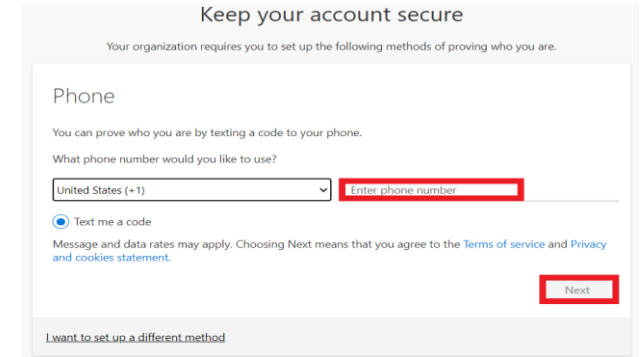 Keep your account secure
Your organization requires you to set up the following methods of proving who you are.
Phone
You can prove who you are by texting a code to your phone.
What phone number would you like to use?
United States (+1) Enter phone number
Text me a code
Message and data rates may apply. Choosing Next means that you agree to the Terms of service and Privacy
and cookies statement.
Next
I want to set up a different method